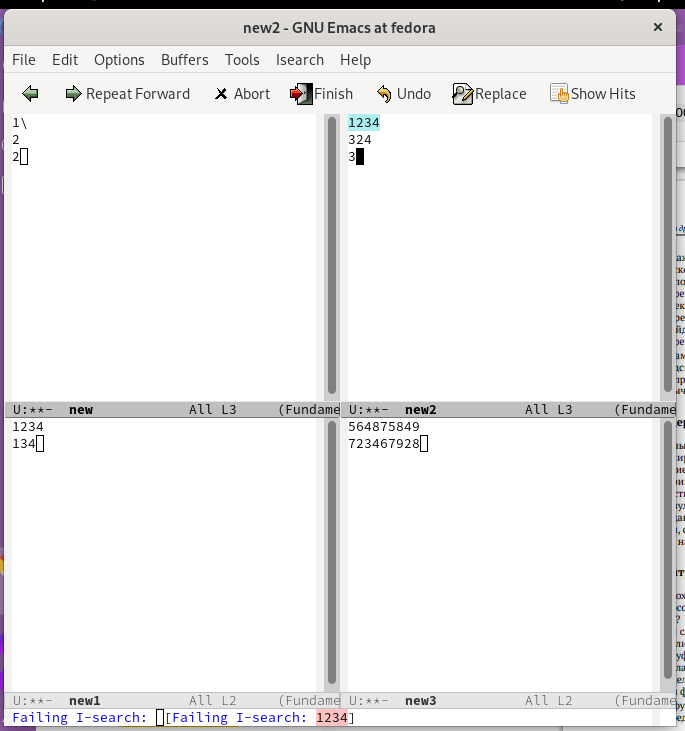 new2 - GNU Emacs at fedora
File Edit Options Buffers Tools Isearch Help
Repeat Forward Abort Finish Undo Replace Show Hits
1\
2
2
U:**- new All L3 (Fundame
1234
324
3
U:**- new2 All L3 (Fundame
1234
134
U:**- new1 All L2 (Fundame
564875849
723467928
U:**- new3 All L2 (Fundame
Failing I-search: [Failing I-search: 1234]